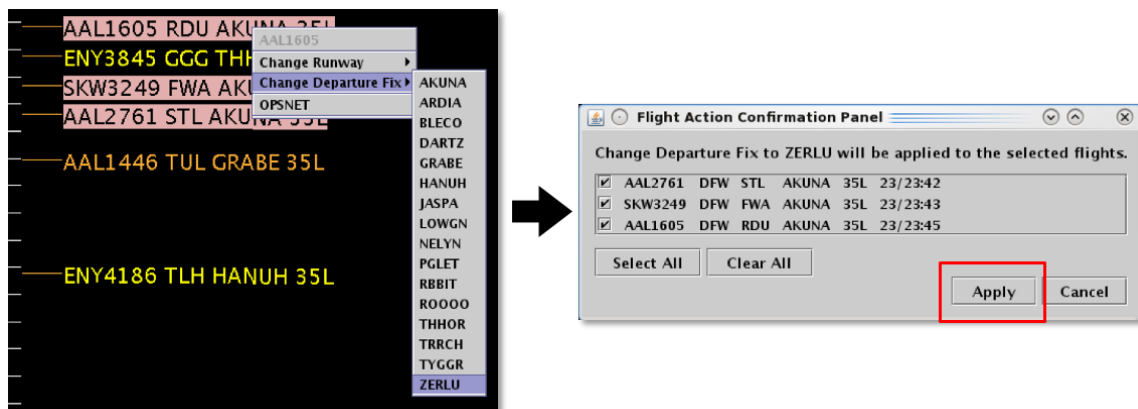 AAL1605 RDU AKUNA 35L
ENY3845 GGG THH
SKW3249 FWA AKU
AAL2761 STL AKUNA 35L
AAL1446 TUL GRABE 35L
ENY4186 TLH HANUH 35L
AAL1605
Change Runway
Change Departure Fix
OPSNET
AKUNA
ARDIA
BLECO
DARTZ
GRABE
HANUH
JASPA
LOWGN
NELYN
PGLET
RBBIT
ROOOO
THHOR
TRRCH
TYGGR
ZERLU
Flight Action Confirmation Panel
Change Departure Fix to ZERLU will be applied to the selected flights.
AAL2761 DFW STL AKUNA 35L 23/23:42
SKW3249 DFW FWA AKUNA 35L 23/23:43
AAL1605 DFW RDU AKUNA 35L 23/23:45
Select All Clear All
Apply Cancel